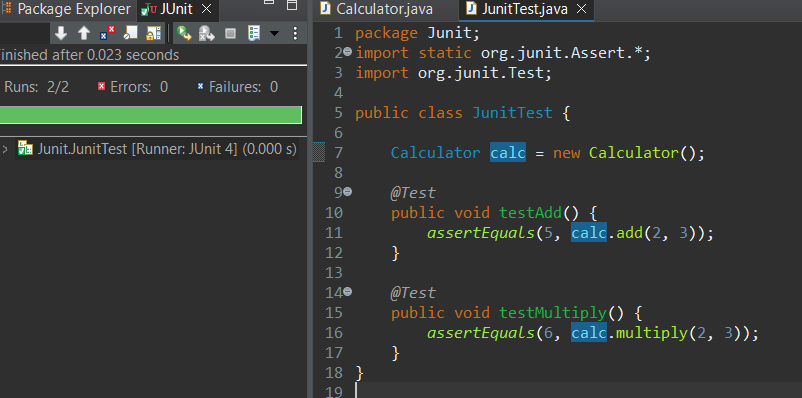 Package Explorer JUnit
Finished after 0.023 seconds
Runs: 2/2 Errors: 0 Failures: 0
Junit.JunitTest [Runner: JUnit 4] (0.000 s)
Calculator.java JunitTest.java
1 package Junit;
2 import static org.junit.Assert.*;
3 import org.junit.Test;
4
5 public class JunitTest {
6
7 Calculator calc = new Calculator();
8
9 @Test
10 public void testAdd() {
11 assertEquals(5, calc.add(2, 3));
12 }
13
14 @Test
15 public void testMultiply() {
16 assertEquals(6, calc.multiply(2, 3));
17 }
18 }
19